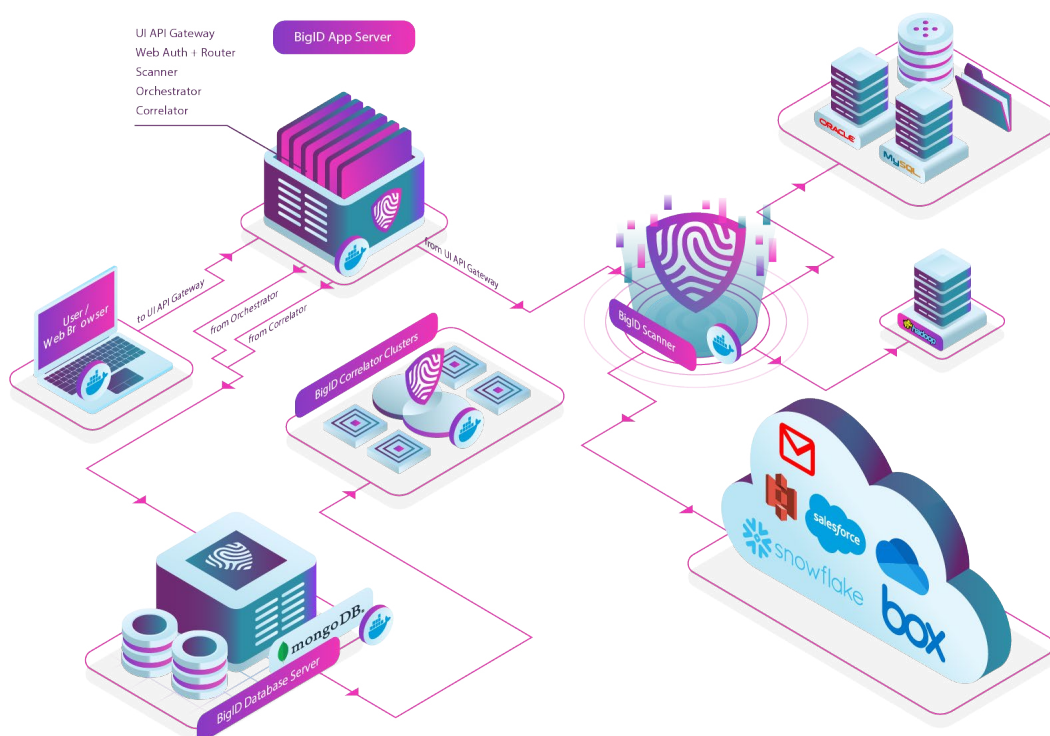 UI API Gateway
Web Auth + Router
Scanner
Orchestrator
Correlator
BigID App Server
ORACLE
MySQL
from UI API Gateway
to UI API Gateway
from Orchestrator
from Correlator
User/
Web Browser
BigID Scanner
hadoop
BigID Correlator Clusters
salesforce
snowflake
box
mongoDB.
BigID Database Server